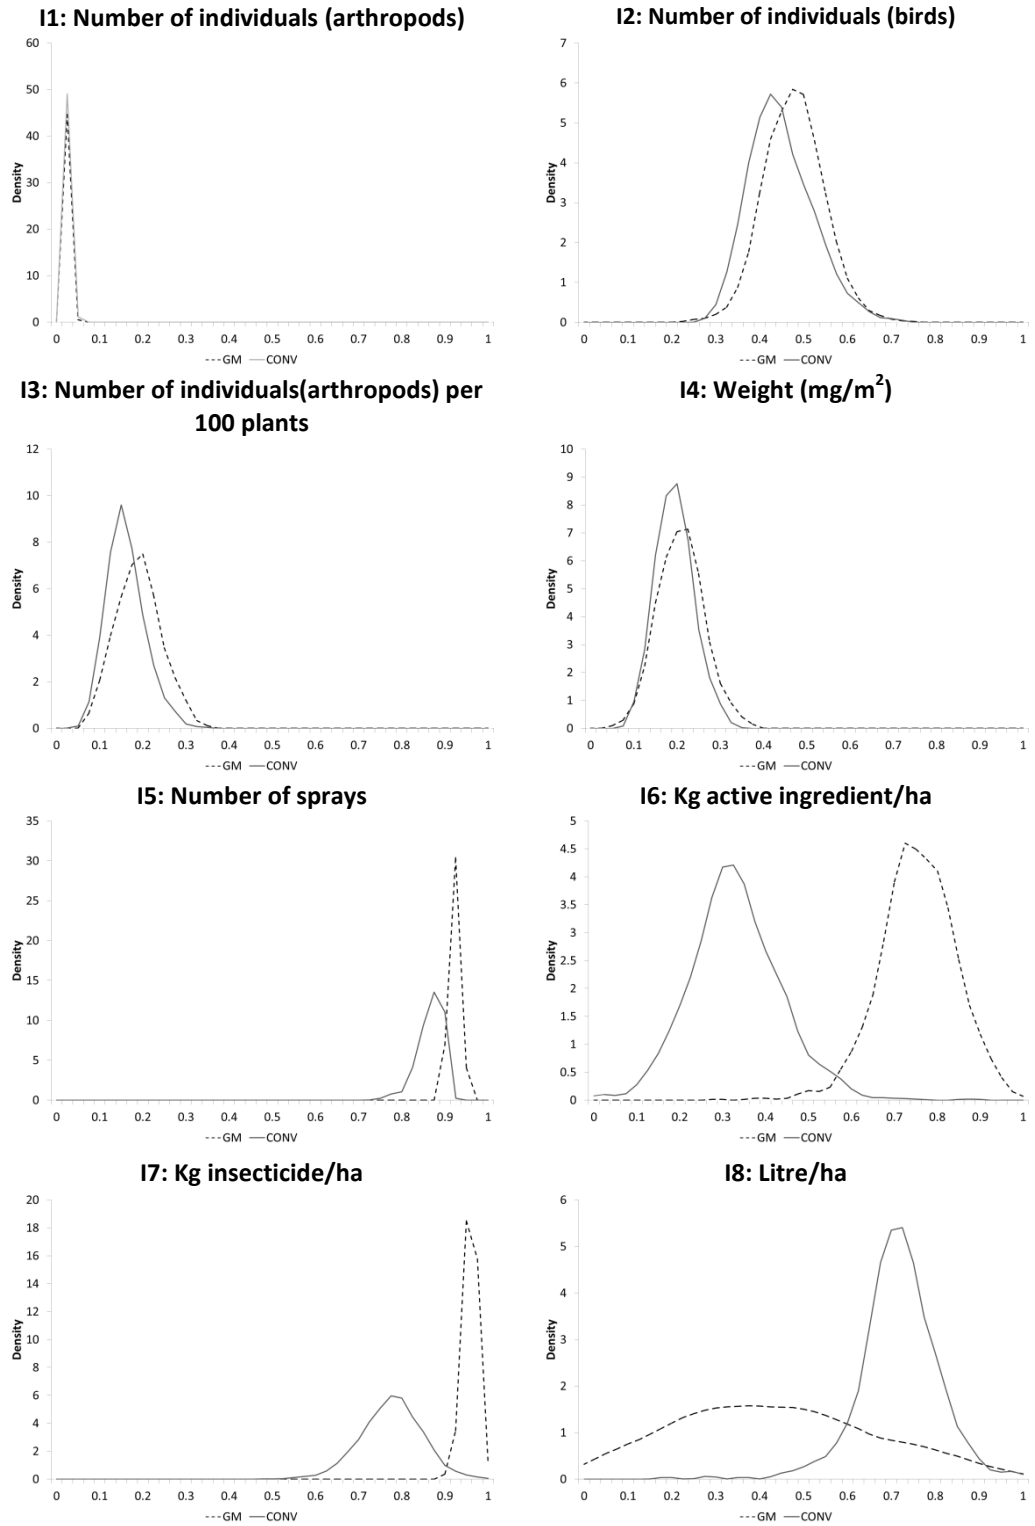 I1: Number of individuals (arthropods)
60
50
40
30
20
10
0
Density
0 0.1 0.2 0.3 0.4 0.5 0.6 0.7 0.8 0.9 1
---GM —CONV
I2: Number of individuals (birds)
7
6
5
4
3
2
1
0
Density
0 0.1 0.2 0.3 0.4 0.5 0.6 0.7 0.8 0.9 1
---GM —CONV
I3: Number of individuals(arthropods) per
100 plants
12
10
8
6
4
2
0
Density
0 0.1 0.2 0.3 0.4 0.5 0.6 0.7 0.8 0.9 1
---GM —CONV
I4: Weight (mg/m²)
10
9
8
7
6
5
4
3
2
1
0
Density
0 0.1 0.2 0.3 0.4 0.5 0.6 0.7 0.8 0.9 1
---GM —CONV
I5: Number of sprays
35
30
25
20
15
10
5
0
Density
0 0.1 0.2 0.3 0.4 0.5 0.6 0.7 0.8 0.9 1
---GM —CONV
I6: Kg active ingredient/ha
5
4.5
4
3.5
3
2.5
2
1.5
1
0.5
0
Density
0 0.1 0.2 0.3 0.4 0.5 0.6 0.7 0.8 0.9 1
---GM —CONV
I7: Kg insecticide/ha
20
18
16
14
12
10
8
6
4
2
0
Density
0 0.1 0.2 0.3 0.4 0.5 0.6 0.7 0.8 0.9 1
---GM —CONV
I8: Litre/ha
6
5
4
3
2
1
0
Density
0 0.1 0.2 0.3 0.4 0.5 0.6 0.7 0.8 0.9 1
---GM —CONV